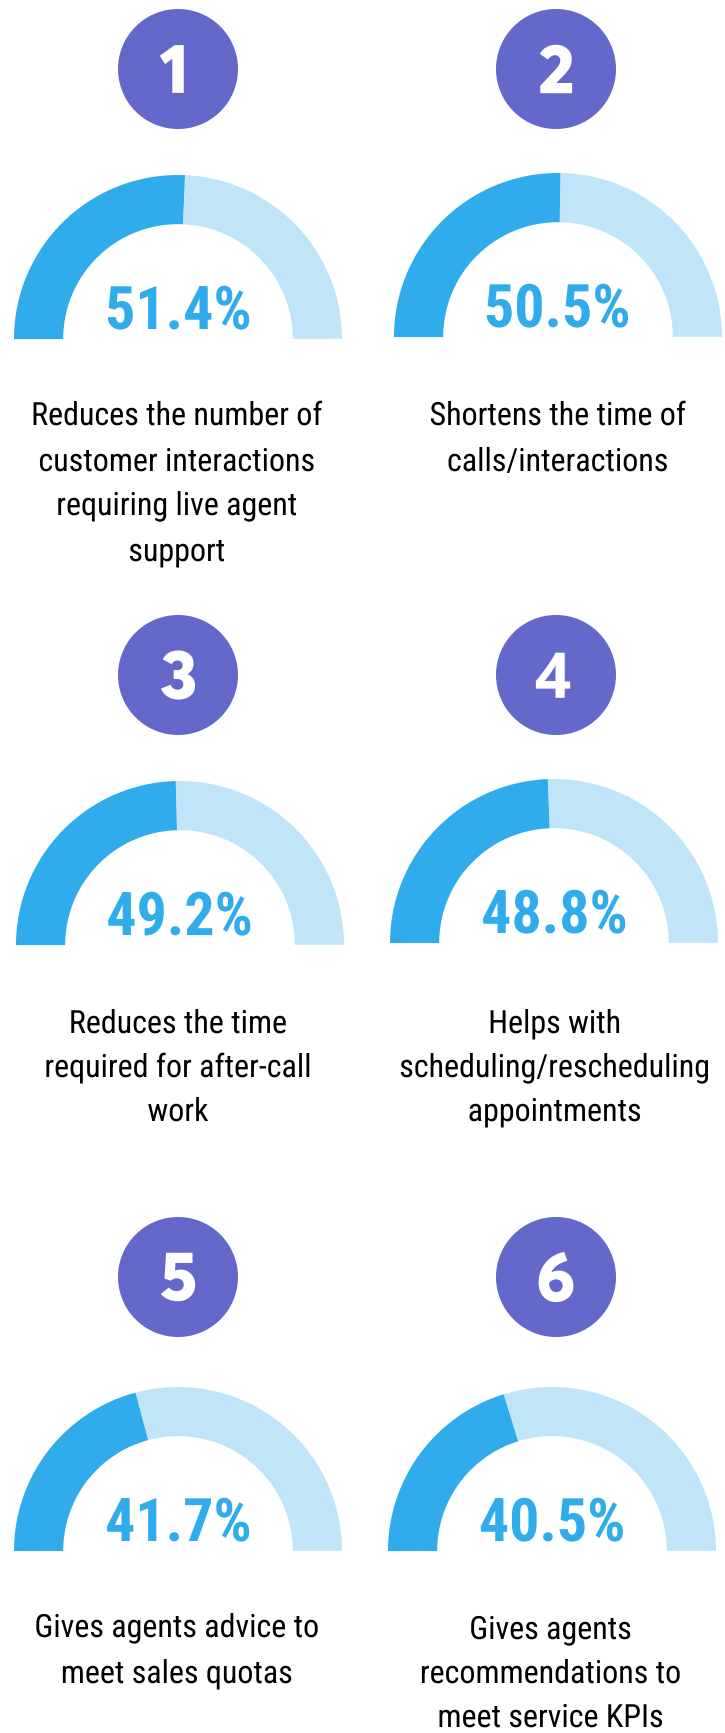 1
51.4%
Reduces the number of
customer interactions
requiring live agent
support
2
50.5%
Shortens the time of
calls/interactions
3
49.2%
Reduces the time
required for after-call
work
4
48.8%
Helps with
scheduling/rescheduling
appointments
5
41.7%
Gives agents advice to
meet sales quotas
6
40.5%
Gives agents
recommendations to
meet service KPIs